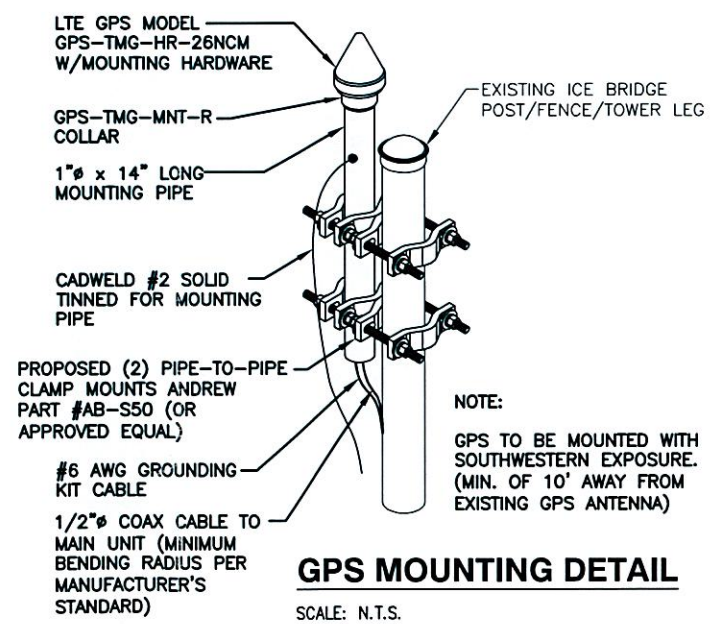 LTE GPS MODEL
GPS-TMG-HR-26NCM
W/MOUNTING HARDWARE
GPS-TMG-MNT-R
COLLAR
1"ø x 14" LONG
MOUNTING PIPE
CADWELD #2 SOLID
TINNED FOR MOUNTING
PIPE
PROPOSED (2) PIPE-TO-PIPE
CLAMP MOUNTS ANDREW
PART #AB-S50 (OR
APPROVED EQUAL)
#6 AWG GROUNDING
KIT CABLE
1/2"ø COAX CABLE TO
MAIN UNIT (MINIMUM
BENDING RADIUS PER
MANUFACTURER'S
STANDARD)
EXISTING ICE BRIDGE
POST/FENCE/TOWER LEG
NOTE:
GPS TO BE MOUNTED WITH
SOUTHWESTERN EXPOSURE.
(MIN. OF 10' AWAY FROM
EXISTING GPS ANTENNA)
GPS MOUNTING DETAIL
SCALE: N.T.S.